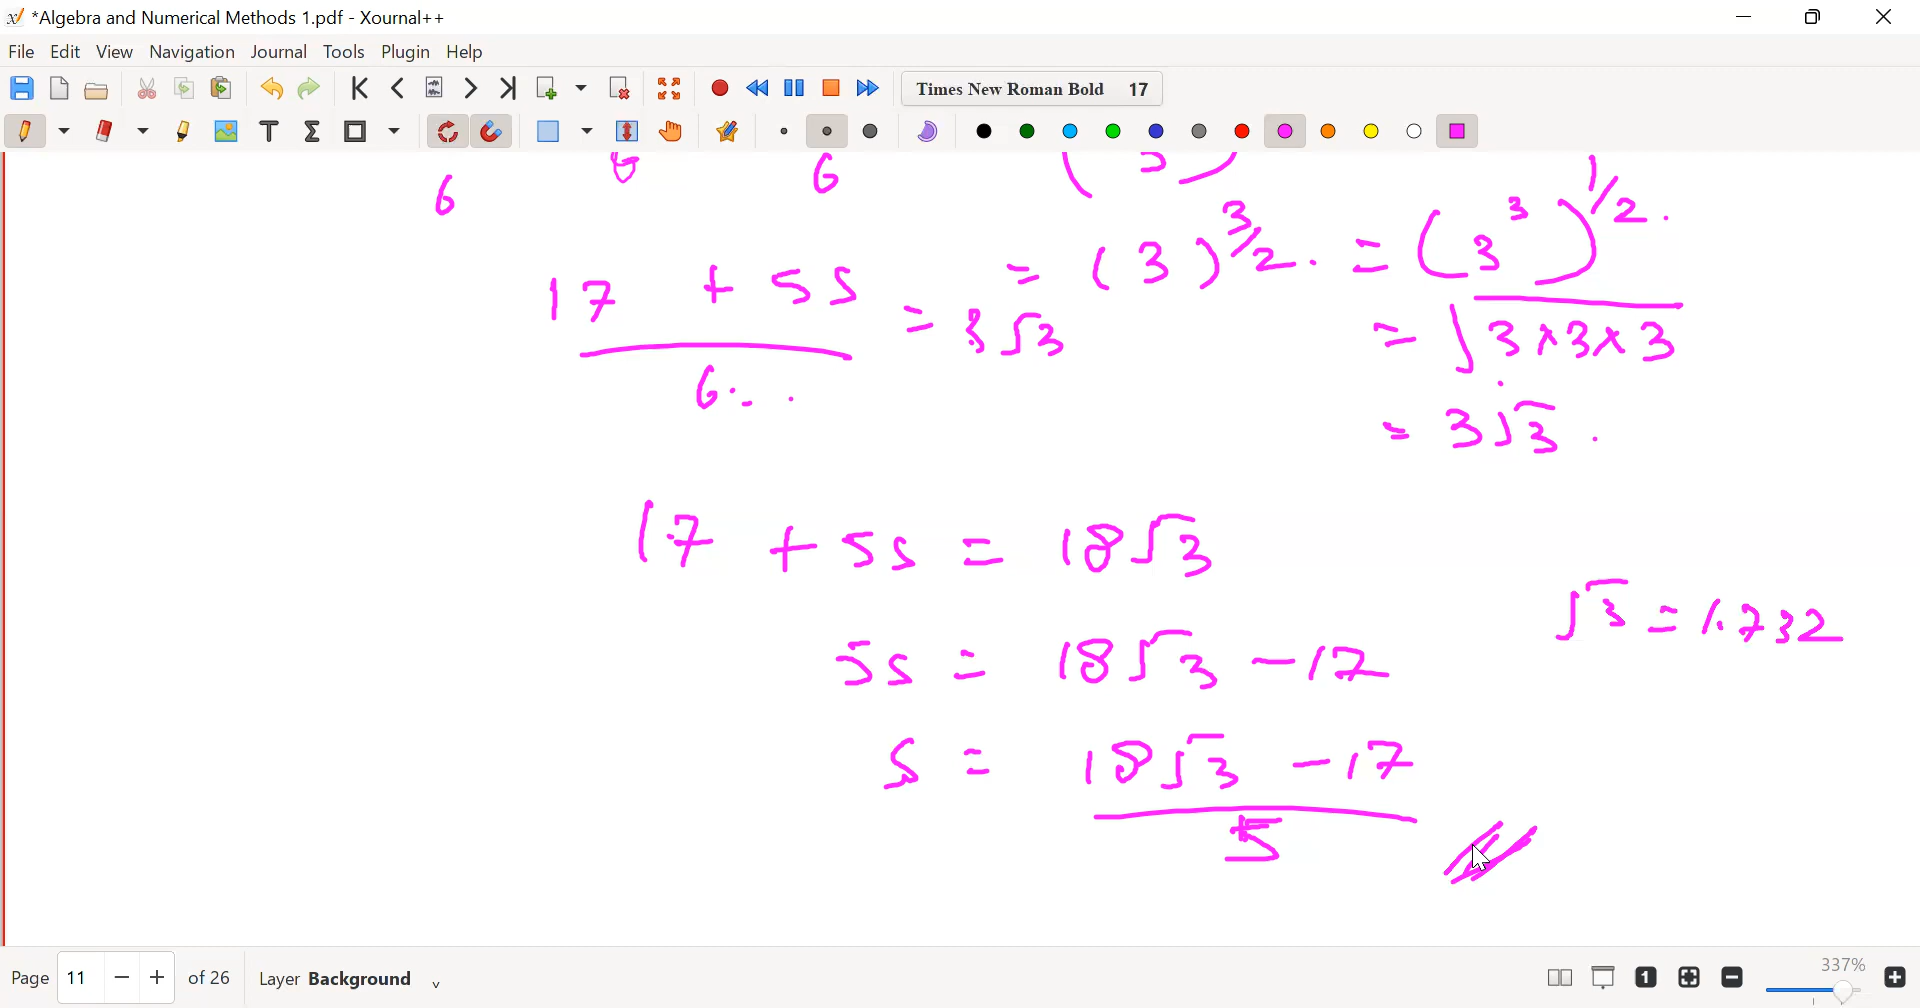 *Algebra and Numerical Methods 1.pdf - Xournal++
File Edit View Navigation Journal Tools Plugin Help
Times New Roman Bold 17
6 6
= (3)^3/2. = (3^3)^1/2.
17 + 5s = 3√3
6
= √3×3×3
= 3√3.
17 + 5s = 18√3
√3 = 1.732
5s = 18√3 - 17
s = 18√3 - 17
5
Page 11 of 26 Layer Background 337%